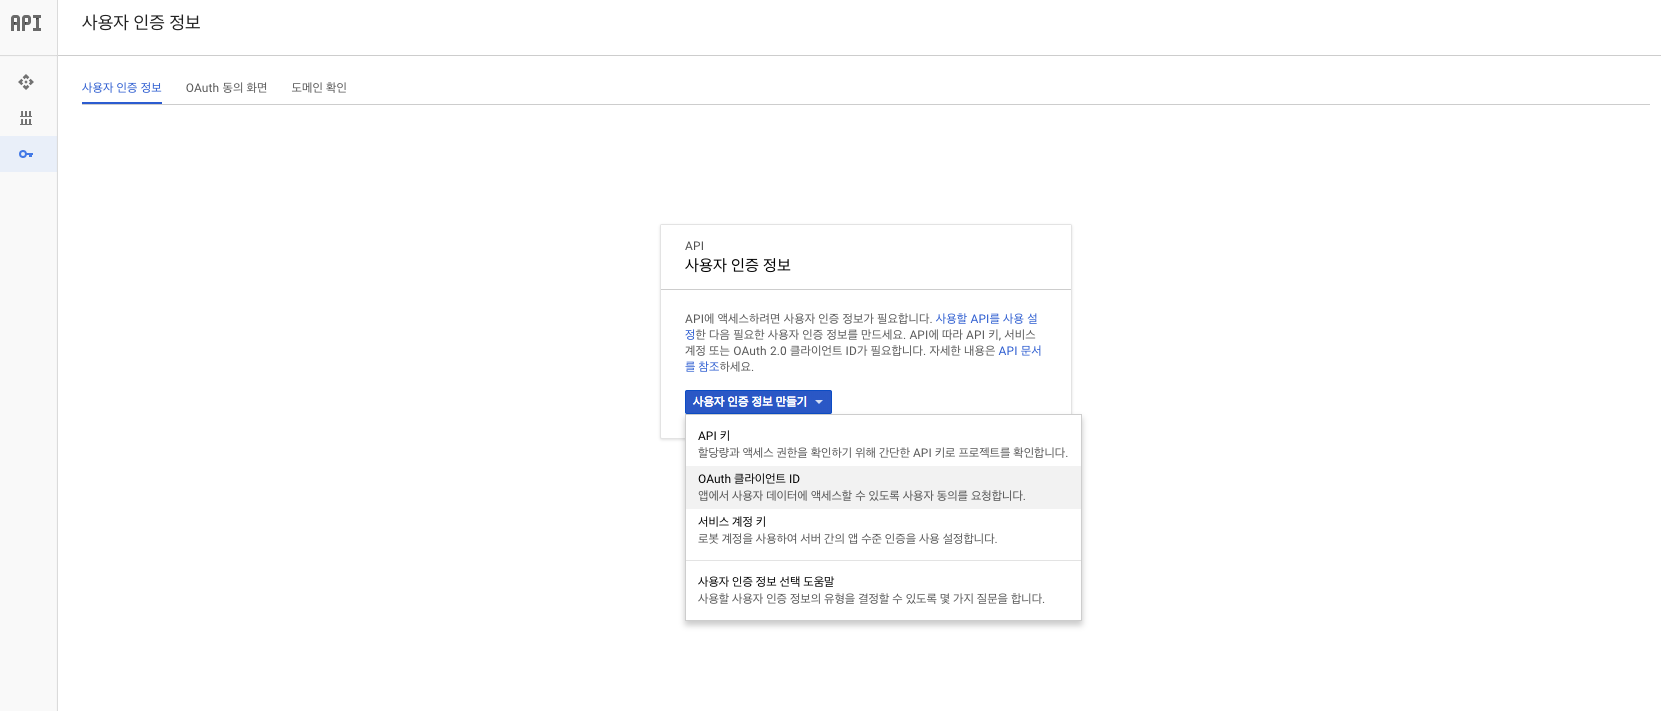 API
사용자 인증 정보
사용자 인증 정보
OAuth 동의 화면
도메인 확인
API
사용자 인증 정보
API에 액세스하려면 사용자 인증 정보가 필요합니다. 사용할 API를 사용 설
정한 다음 필요한 사용자 인증 정보를 만드세요. API에 따라 API 키, 서비스
계정 또는 OAuth 2.0 클라이언트 ID가 필요합니다. 자세한 내용은 API 문서
를 참조하세요.
사용자 인증 정보 만들기
API 키
할당량과 액세스 권한을 확인하기 위해 간단한 API 키로 프로젝트를 확인합니다.
OAuth 클라이언트 ID
앱에서 사용자 데이터에 액세스할 수 있도록 사용자 동의를 요청합니다.
서비스 계정 키
로봇 계정을 사용하여 서버 간의 앱 수준 인증을 사용 설정합니다.
사용자 인증 정보 선택 도움말
사용할 사용자 인증 정보의 유형을 결정할 수 있도록 몇 가지 질문을 합니다.